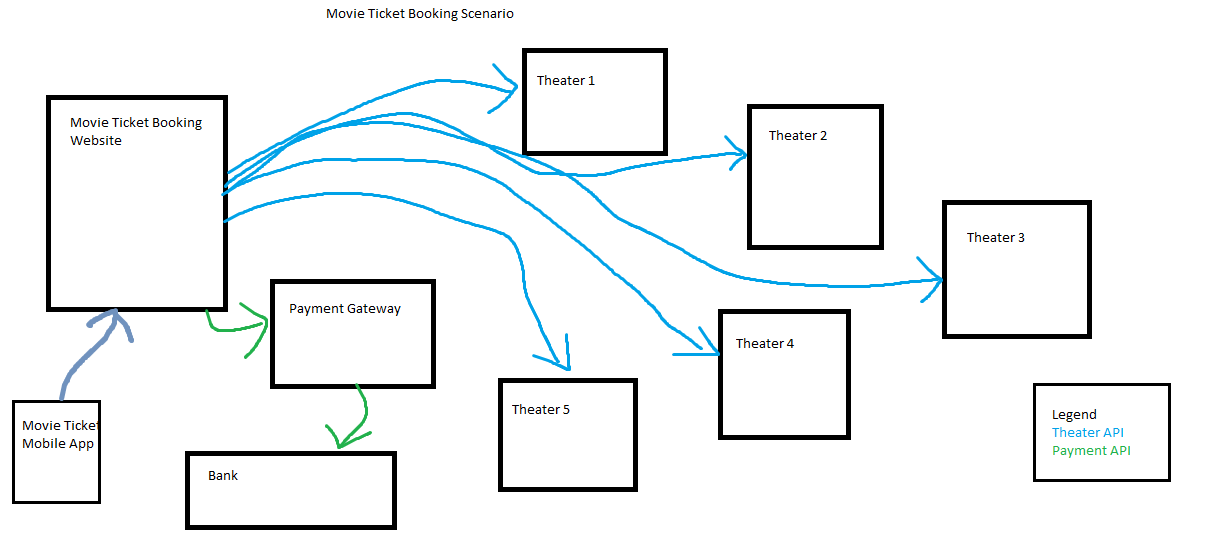 Movie Ticket Booking Scenario
Theater 1
Movie Ticket Booking
Website
Theater 2
Theater 3
Payment Gateway
Theater 4
Theater 5
Movie Ticket
Mobile App
Bank
Legend
Theater API
Payment API